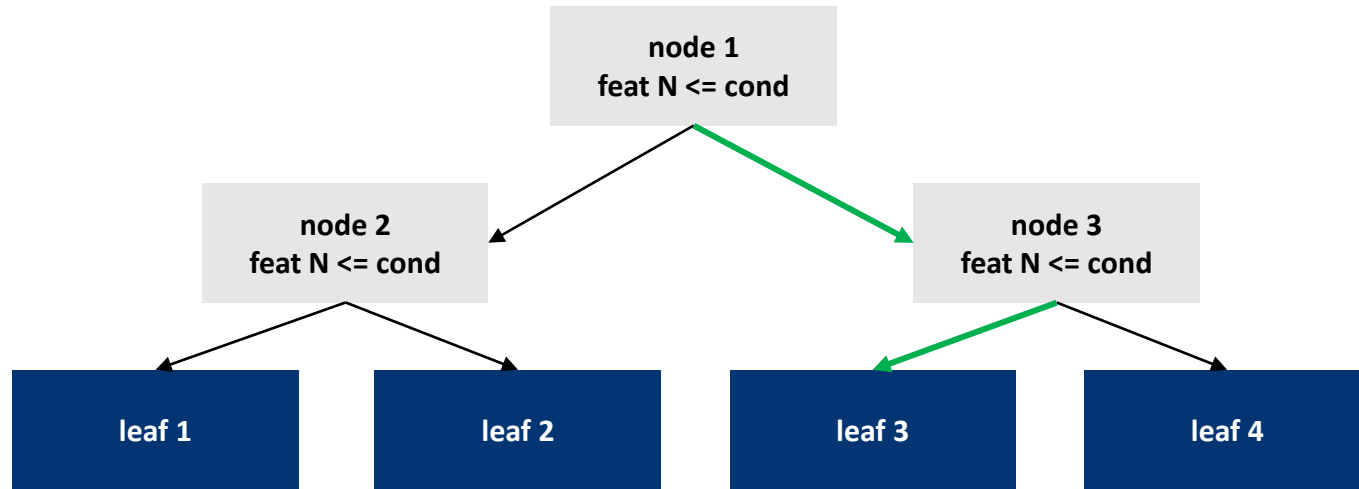 node 1
feat N <= cond
node 2
feat N <= cond
node 3
feat N <= cond
leaf 1
leaf 2
leaf 3
leaf 4